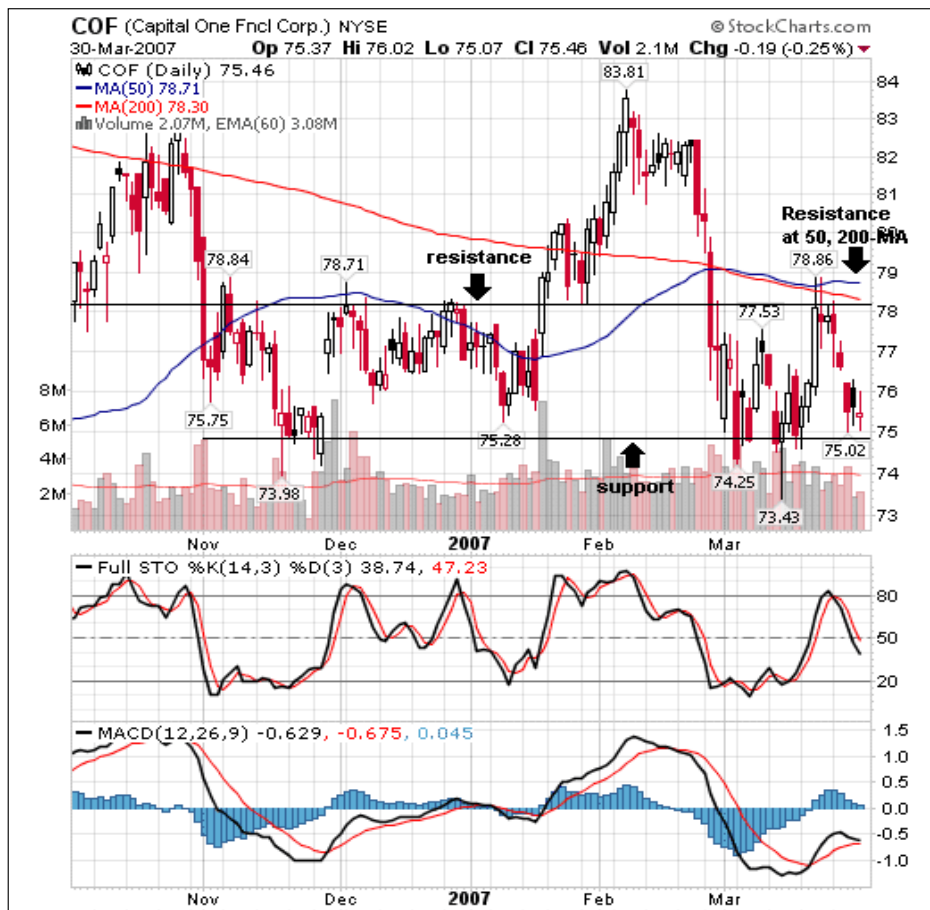 COF (Capital One Fncl Corp.) NYSE © StockCharts.com
30-Mar-2007 Op 75.37 Hi 76.02 Lo 75.07 Cl 75.46 Vol 2.1M Chg -0.19 (-0.25%)
COF (Daily) 75.46
MA(50) 78.71
MA(200) 78.30
Volume 2.07M, EMA(60) 3.08M
83.81
84
83
82
81
Resistance
at 50, 200-MA
78.84
78.71
resistance
78.86
79
78
77.53
77
76
8M
75.75
6M
75.28
75.02
75
4M
73.98
support
74.25
74
2M
73.43
73
Nov Dec 2007 Feb Mar
Full STO %K(14,3) %D(3) 38.74, 47.23
80
50
20
MACD(12,26,9) -0.629, -0.675, 0.045
1.5
1.0
0.5
0.0
-0.5
-1.0
Nov Dec 2007 Feb Mar